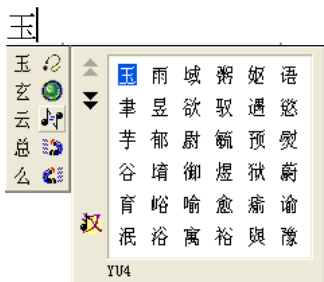 玉
玉
玄
云
总
么
玉 雨 域 粥 妪 语
聿 昱 欲 驭 遇 慾
芋 郁 尉 毓 预 熨
谷 堉 御 煜 狱 蔚
育 峪 喻 愈 瘉 谕
浴 寓 裕 與 豫
汉
YU4